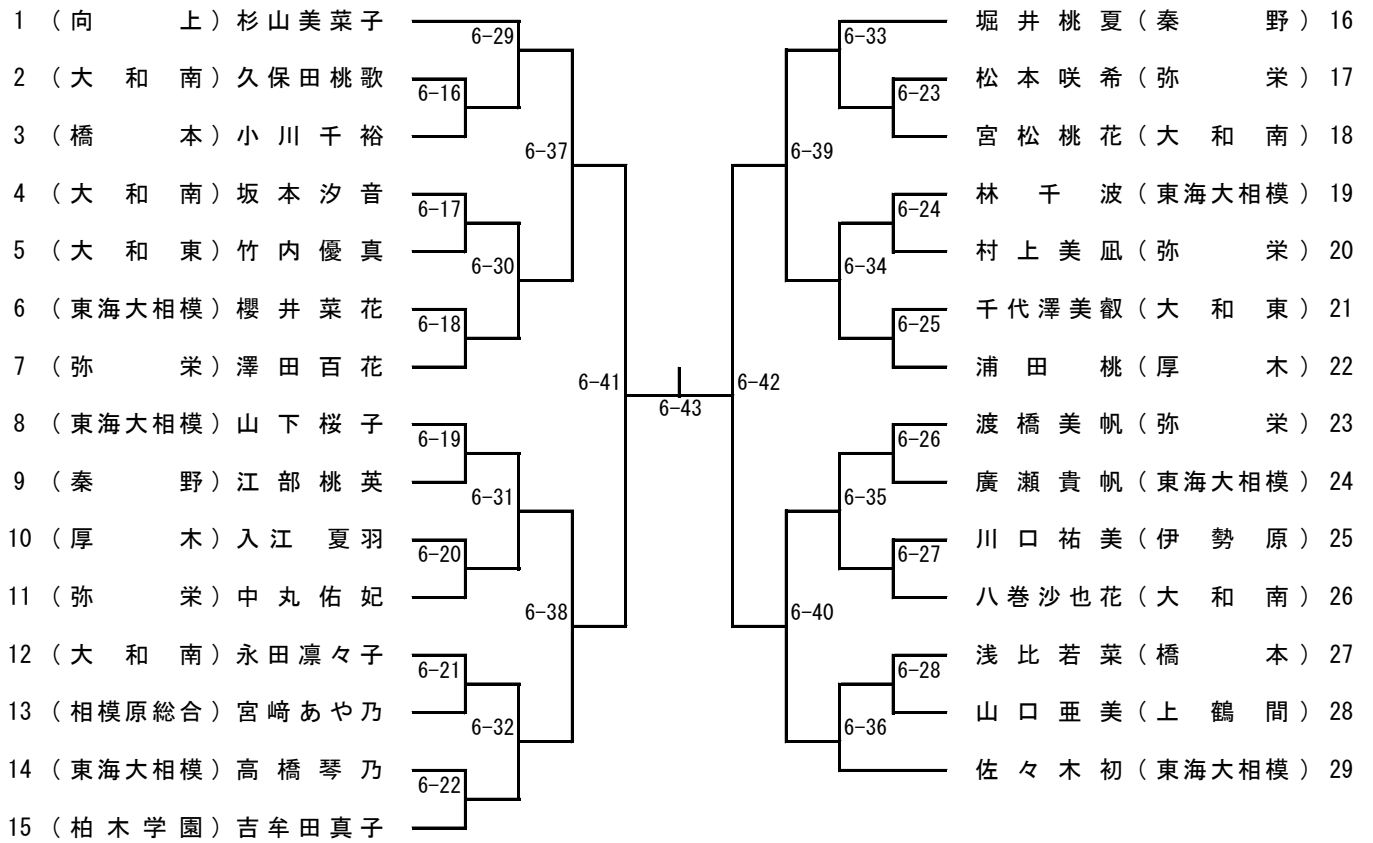 1 （向上）杉山美菜子
6-29
2 （大和南）久保田桃歌
6-16
3 （橋本）小川千裕
6-37
4 （大和南）坂本汐音
6-17
5 （大和東）竹内優真
6-30
6 （東海大相模）櫻井菜花
6-18
7 （弥栄）澤田百花
6-41
8 （東海大相模）山下桜子
6-19
9 （秦野）江部桃英
6-31
10 （厚木）入江夏羽
6-20
11 （弥栄）中丸佑妃
6-38
12 （大和南）永田凛々子
6-21
13 （相模原総合）宮﨑あや乃
6-32
14 （東海大相模）高橋琴乃
6-22
15 （柏木学園）吉牟田真子
6-43
堀井桃夏（秦野）16
6-33
松本咲希（弥栄）17
6-23
宮松桃花（大和南）18
6-39
林千波（東海大相模）19
6-24
村上美凪（弥栄）20
6-34
千代澤美叡（大和東）21
6-25
浦田桃（厚木）22
6-42
渡橋美帆（弥栄）23
6-26
廣瀬貴帆（東海大相模）24
6-35
川口祐美（伊勢原）25
6-27
八巻沙也花（大和南）26
6-40
浅比若菜（橋本）27
6-28
山口亜美（上鶴間）28
6-36
佐々木初（東海大相模）29